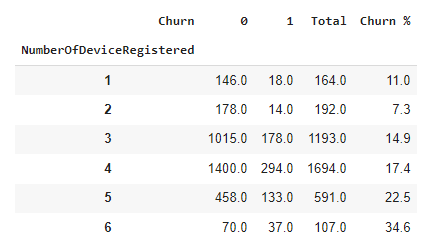 Churn 0 1 Total Churn %
NumberOfDeviceRegistered
1 146.0 18.0 164.0 11.0
2 178.0 14.0 192.0 7.3
3 1015.0 178.0 1193.0 14.9
4 1400.0 294.0 1694.0 17.4
5 458.0 133.0 591.0 22.5
6 70.0 37.0 107.0 34.6